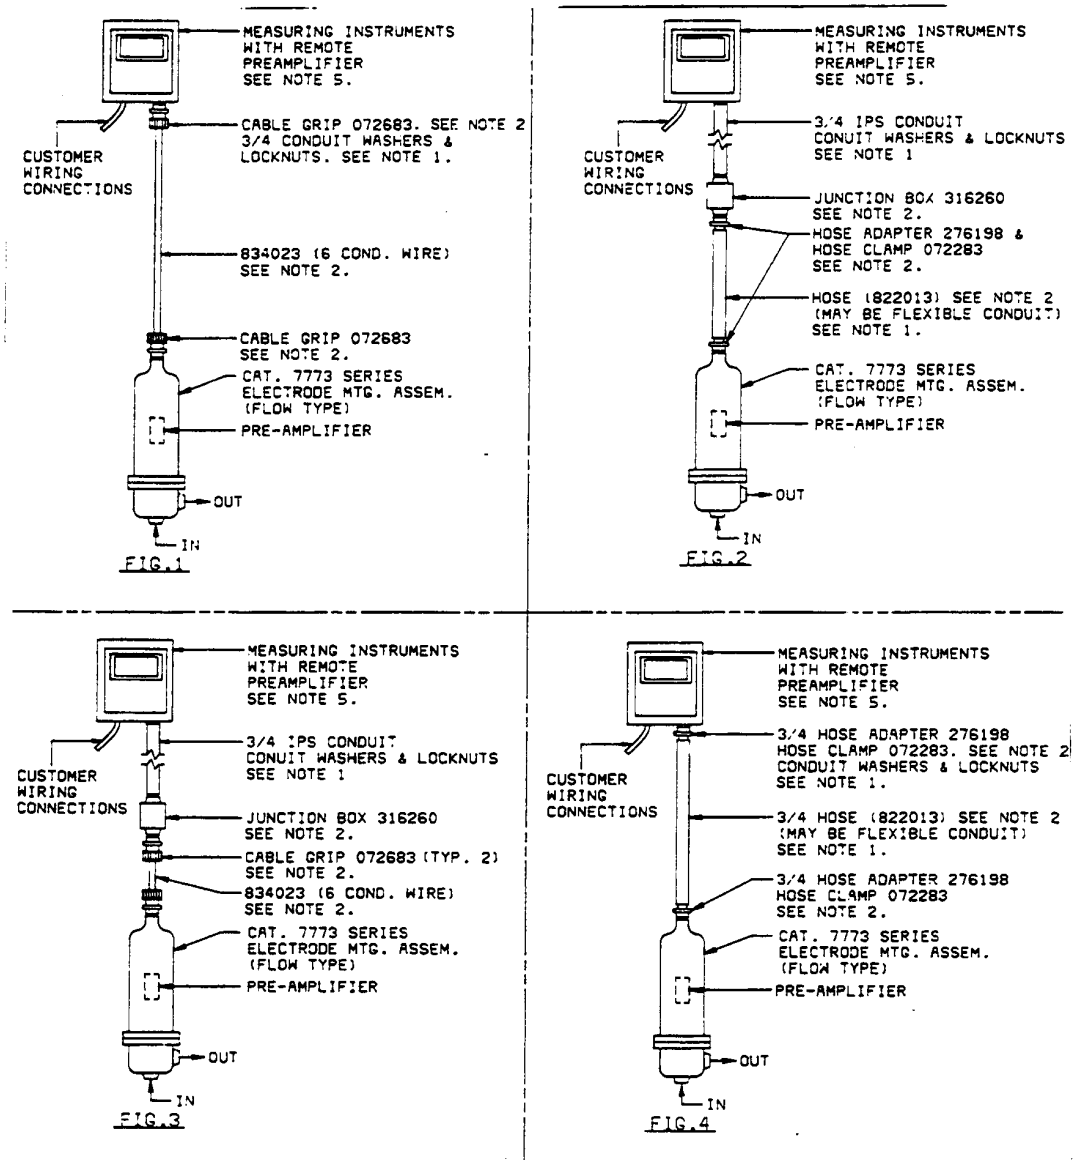 MEASURING INSTRUMENTS
WITH REMOTE
PREAMPLIFIER
SEE NOTE 5.
CABLE GRIP 072683. SEE NOTE 2
3/4 CONDUIT WASHERS &
LOCKNUTS. SEE NOTE 1.
CUSTOMER
WIRING
CONNECTIONS
834023 (6 COND. WIRE)
SEE NOTE 2.
CABLE GRIP 072683
SEE NOTE 2.
CAT. 7773 SERIES
ELECTRODE MTG. ASSEM.
(FLOW TYPE)
PRE-AMPLIFIER
OUT
IN
FIG.1
MEASURING INSTRUMENTS
WITH REMOTE
PREAMPLIFIER
SEE NOTE 5.
3/4 IPS CONDUIT
CONUIT WASHERS & LOCKNUTS
SEE NOTE 1
CUSTOMER
WIRING
CONNECTIONS
JUNCTION BOX 316260
SEE NOTE 2.
HOSE ADAPTER 276198 &
HOSE CLAMP 072283
SEE NOTE 2.
HOSE (822013) SEE NOTE 2
(MAY BE FLEXIBLE CONDUIT)
SEE NOTE 1.
CAT. 7773 SERIES
ELECTRODE MTG. ASSEM.
(FLOW TYPE)
PRE-AMPLIFIER
OUT
IN
FIG.2
MEASURING INSTRUMENTS
WITH REMOTE
PREAMPLIFIER
SEE NOTE 5.
3/4 IPS CONDUIT
CONUIT WASHERS & LOCKNUTS
SEE NOTE 1
CUSTOMER
WIRING
CONNECTIONS
JUNCTION BOX 316260
SEE NOTE 2.
CABLE GRIP 072683 (TYP. 2)
SEE NOTE 2.
834023 (6 COND. WIRE)
SEE NOTE 2.
CAT. 7773 SERIES
ELECTRODE MTG. ASSEM.
(FLOW TYPE)
PRE-AMPLIFIER
OUT
IN
FIG.3
MEASURING INSTRUMENTS
WITH REMOTE
PREAMPLIFIER
SEE NOTE 5.
3/4 HOSE ADAPTER 276198
HOSE CLAMP 072283. SEE NOTE 2
CONDUIT WASHERS & LOCKNUTS
SEE NOTE 1.
CUSTOMER
WIRING
CONNECTIONS
3/4 HOSE (822013) SEE NOTE 2
(MAY BE FLEXIBLE CONDUIT)
SEE NOTE 1.
3/4 HOSE ADAPTER 276198
HOSE CLAMP 072283
SEE NOTE 2.
CAT. 7773 SERIES
ELECTRODE MTG. ASSEM.
(FLOW TYPE)
PRE-AMPLIFIER
OUT
IN
FIG.4